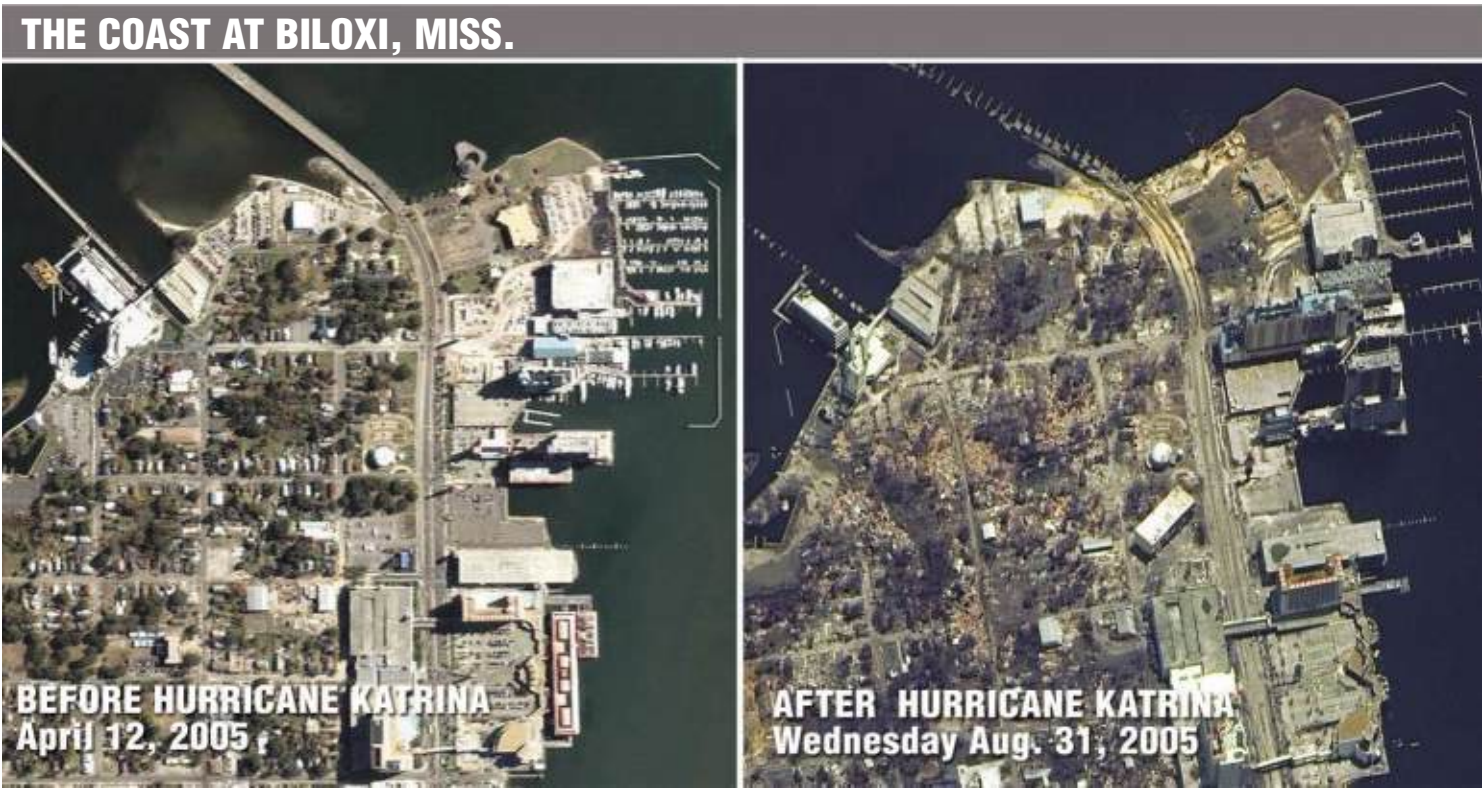 THE COAST AT BILOXI, MISS.
BEFORE HURRICANE KATRINA
April 12, 2005
AFTER HURRICANE KATRINA
Wednesday Aug. 31, 2005